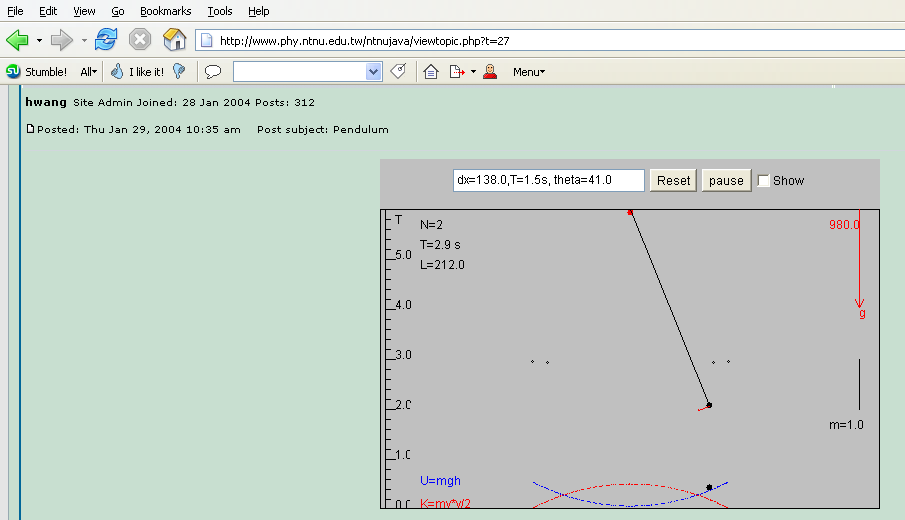 File Edit View Go Bookmarks Tools Help
http://www.phy.ntnu.edu.tw/ntnujava/viewtopic.php?t=27
Stumble! All I like it! Menu
hwang Site Admin Joined: 28 Jan 2004 Posts: 312
Posted: Thu Jan 29, 2004 10:35 am Post subject: Pendulum
dx=138.0,T=1.5s, theta=41.0 Reset pause Show
T N=2 980.0
T=2.9 s
5.0 L=212.0
4.0 g
3.0
2.0 m=1.0
1.0
U=mgh
0.0 K=mv*v/2